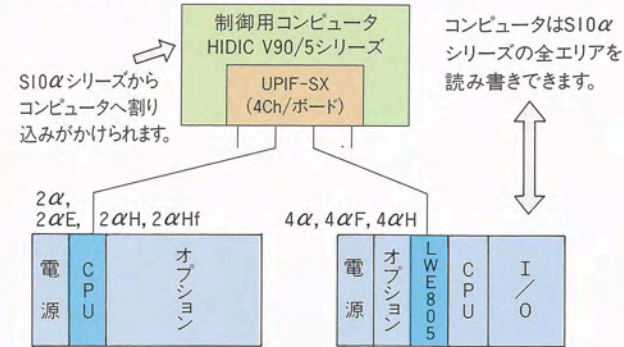 制御用コンピュータ
HIDIC V90/5シリーズ
UPIF-SX
(4Ch/ボード)
S10αシリーズから
コンピュータへ割り
込みがかけられます。
コンピュータはS10α
シリーズの全エリアを
読み書きできます。
2α,
2αE, 2αH, 2αHf
4α, 4αF, 4αH
電源
CPU
オプション
電源
オプション
LWE805
CPU
I/O